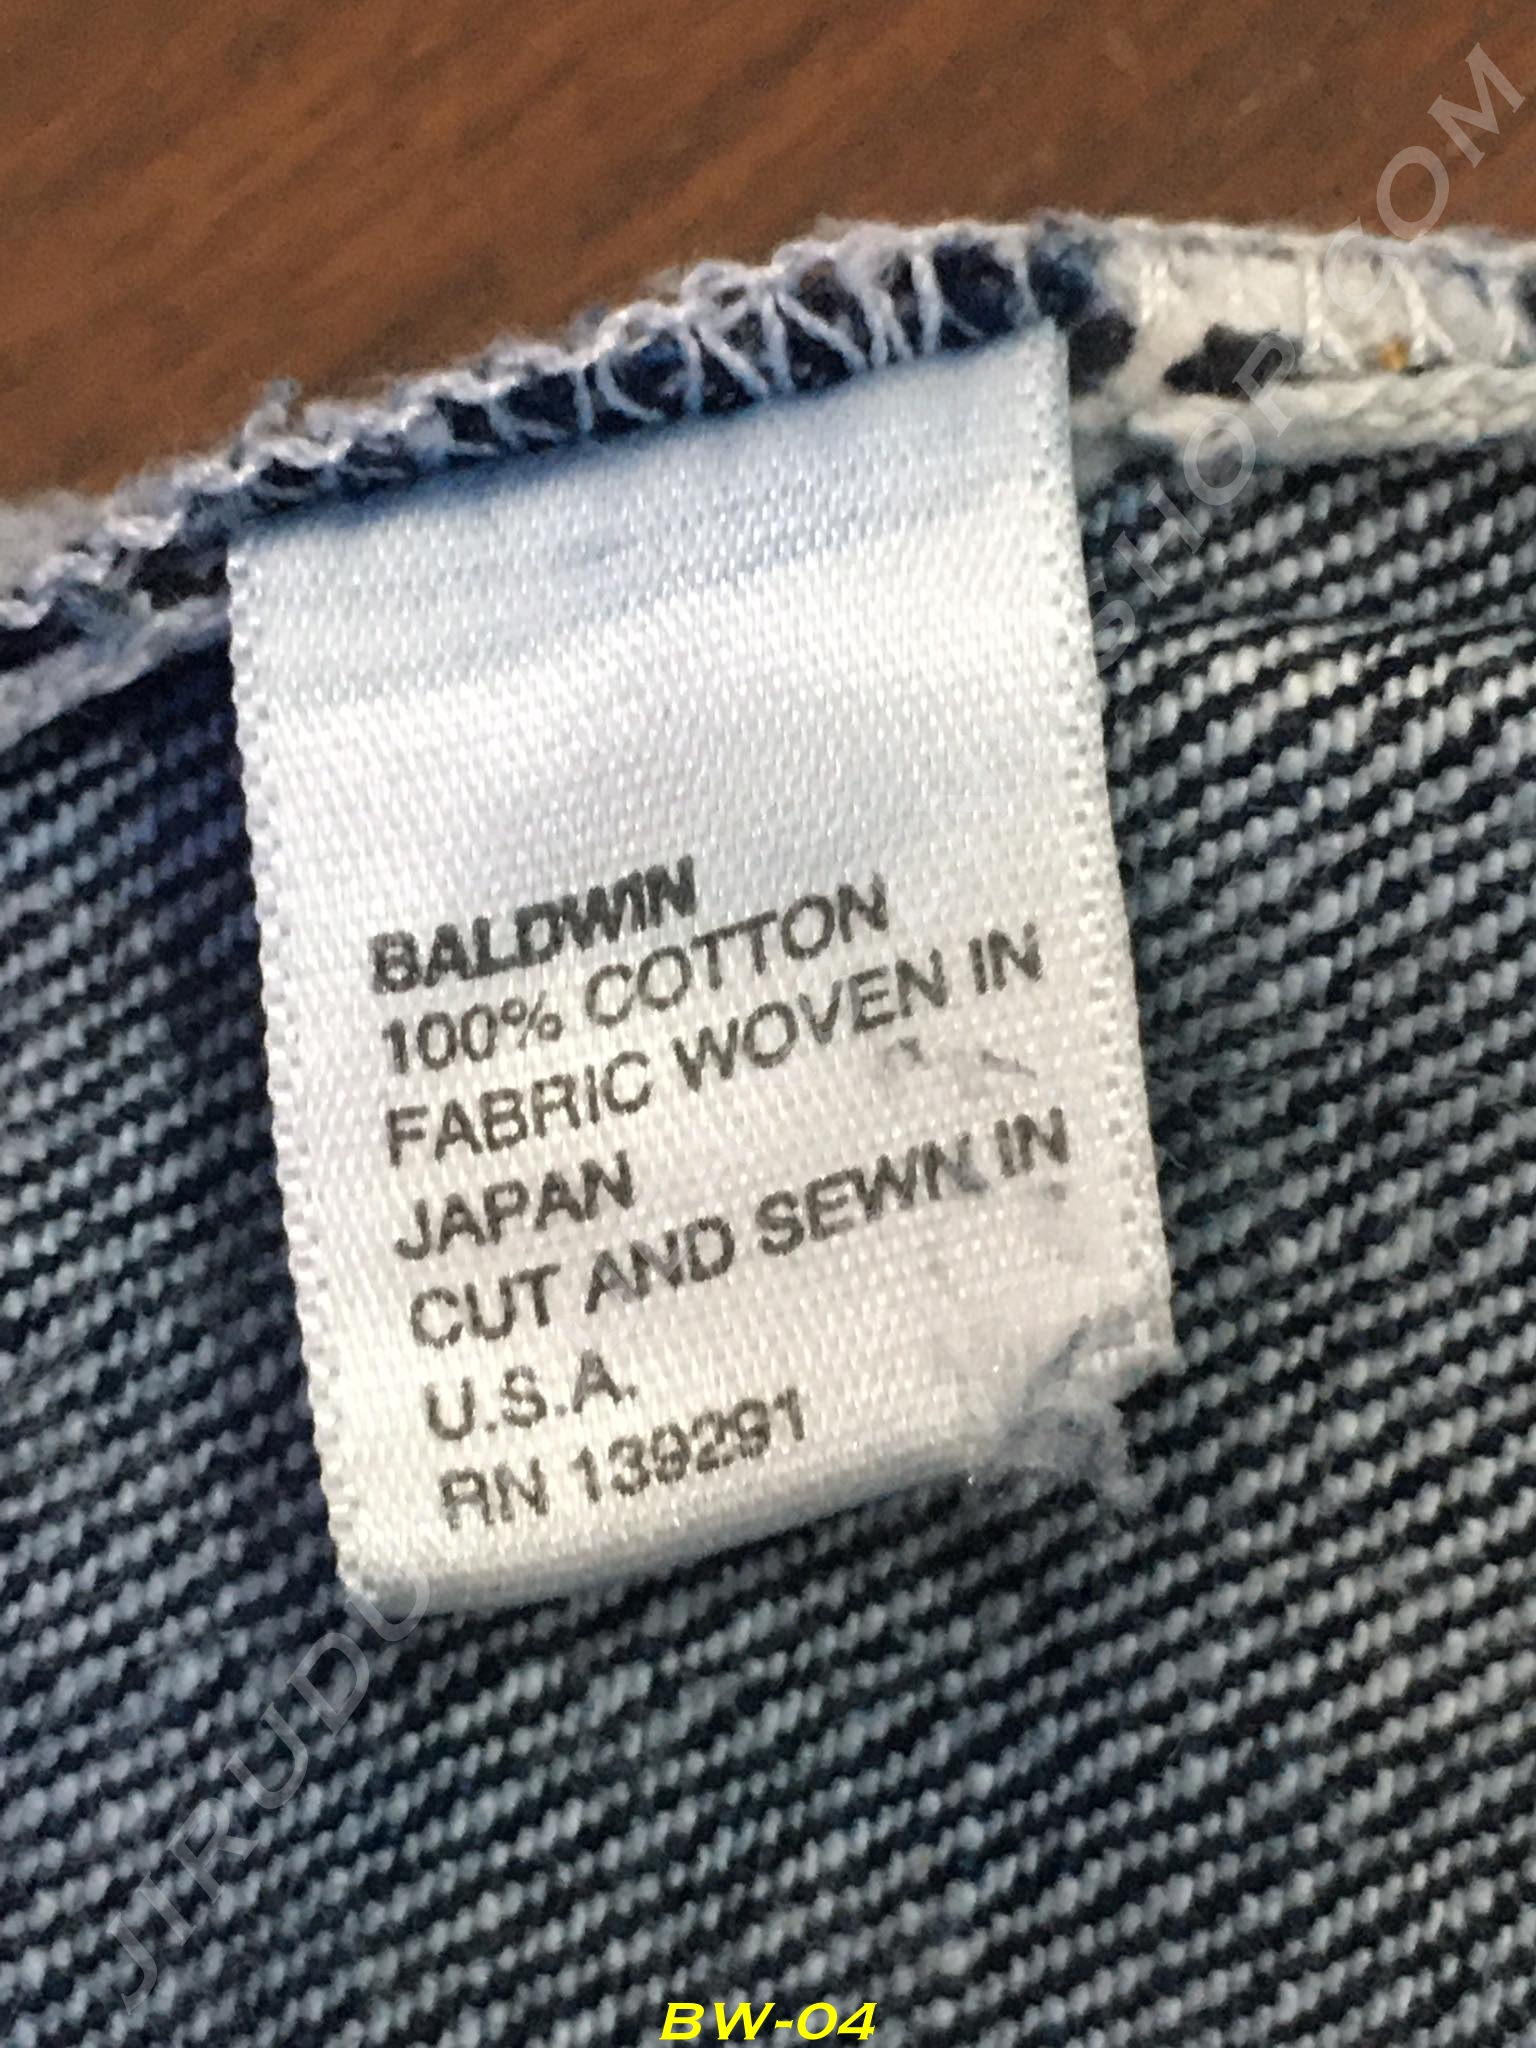 BALDWIN
100% COTTON
FABRIC WOVEN IN
JAPAN
CUT AND SEWN IN
U.S.A.
RN 139291
BW-04